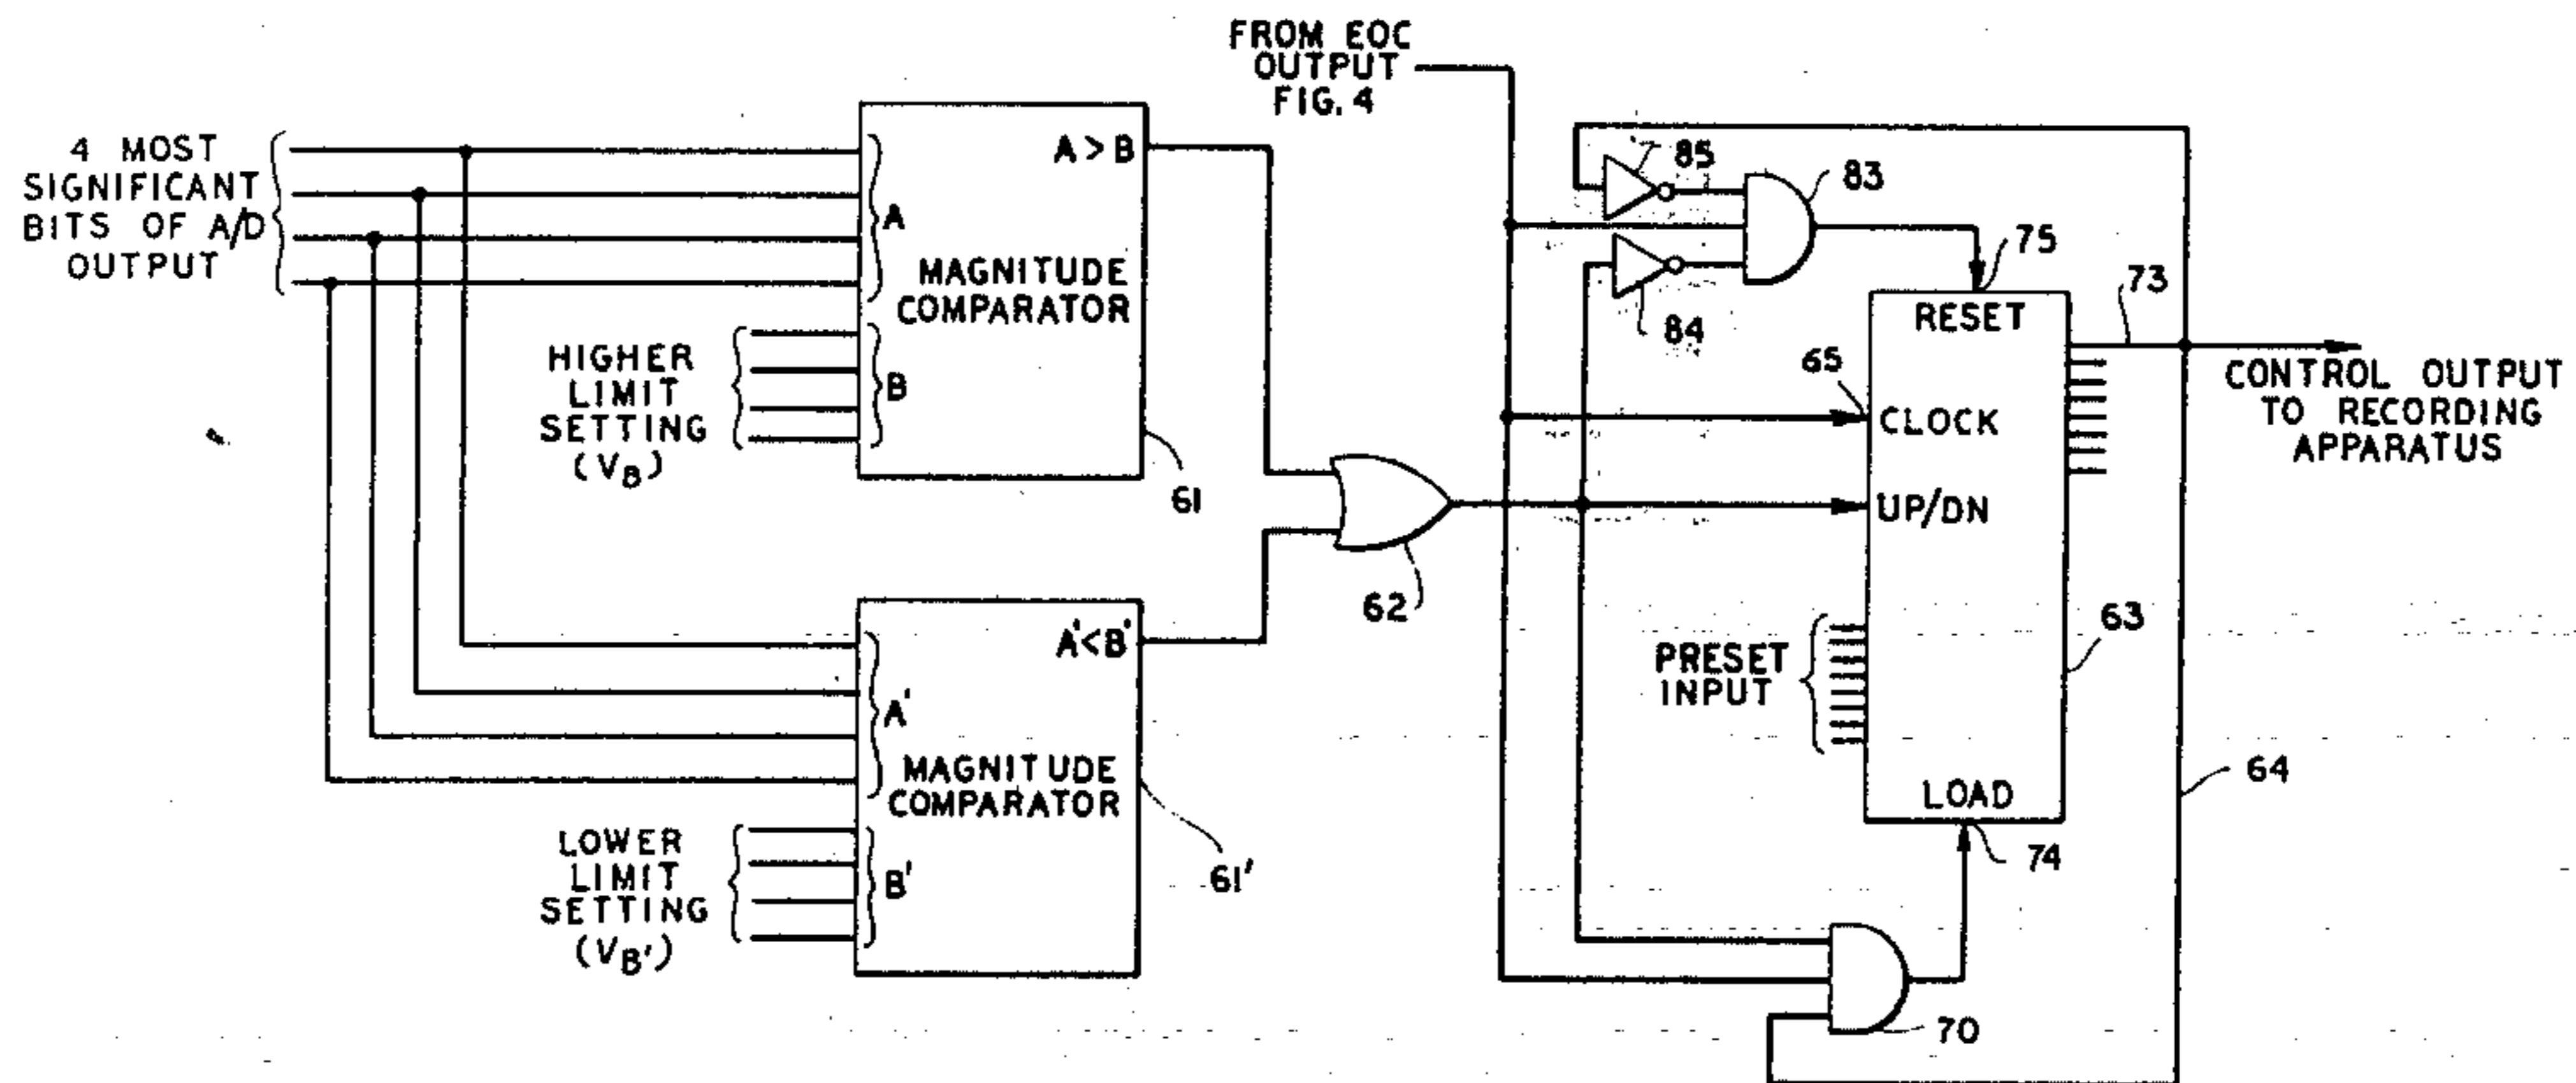 FROM EOC
OUTPUT
FIG. 4
4 MOST
SIGNIFICANT
BITS OF A/D
OUTPUT
A > B
A
MAGNITUDE
COMPARATOR
HIGHER
LIMIT
SETTING
(VB)
B
61
85
83
84
75
RESET
73
65
CLOCK
CONTROL OUTPUT
TO RECORDING
APPARATUS
UP/DN
62
A'<B'
A'
MAGNITUDE
COMPARATOR
LOWER
LIMIT
SETTING
(VB')
B'
61'
PRESET
INPUT
63
LOAD
64
74
70